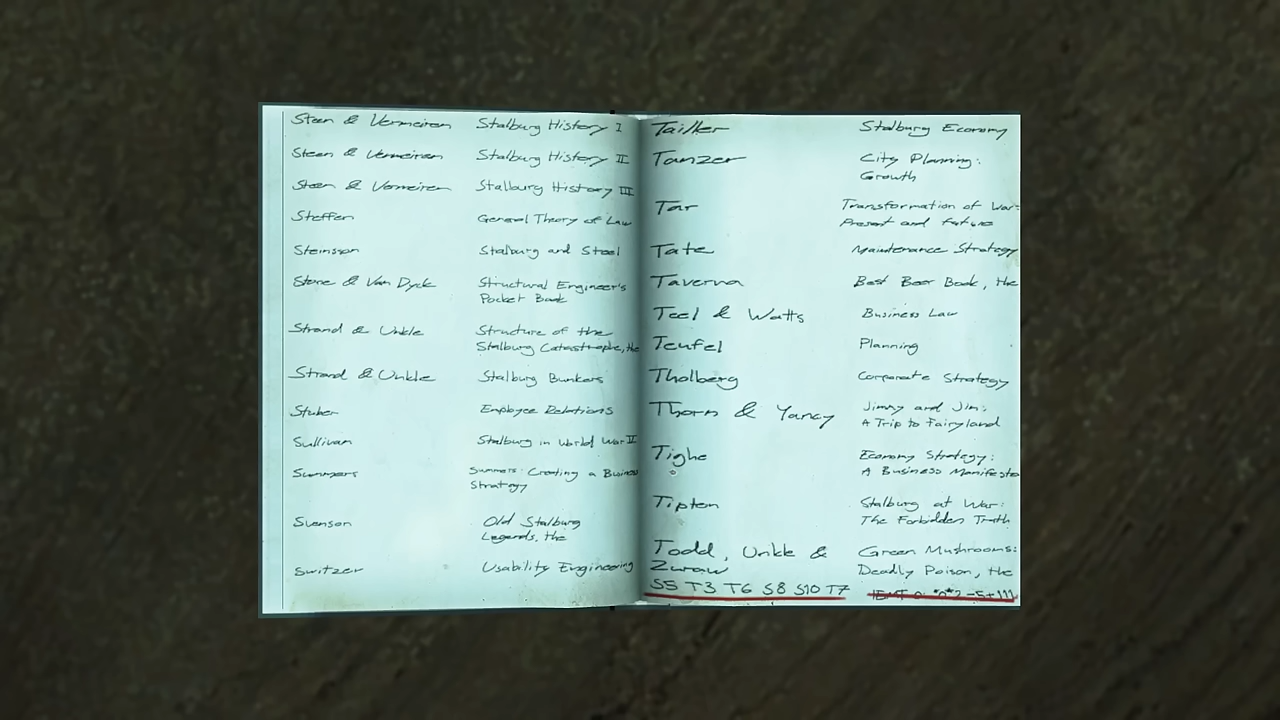 Steen & Vermeiren Stalburg History I
Steen & Vermeiren Stalburg History II
Steen & Vermeiren Stalburg History III
Steffen General Theory of Law
Steinsson Stalburg and Steel
Stone & Van Dyck Structural Engineer's
Pocket Book
Strand & Unkle Structure of the
Stalburg Catastrophe, the
Strand & Unkle Stalburg Bunkers
Stuber Employee Relations
Sullivan Stalburg in World War II
Summers Summers: Creating a Business
Strategy
Svenson Old Stalburg
Legends, the
Switzer Usability Engineering
Tailker Stalburg Economy
Tanzer City Planning:
Growth
Tar Transformation of War:
Present and future
Tate Maintenance Strategy
Taverna Best Beer Book, the
Teel & Watts Business Law
Teufel Planning
Tholberg Corporate Strategy
Thorn & Yancy Jimmy and Jim:
A Trip to Fairyland
Tighe Economy Strategy:
A Business Manifesto
Tipten Stalburg at War:
The Forbidden Truth
Todd, Unkle & Green Mushrooms:
Zuraw Deadly Poison, the
S5 T3 T6 S8 S10 T7